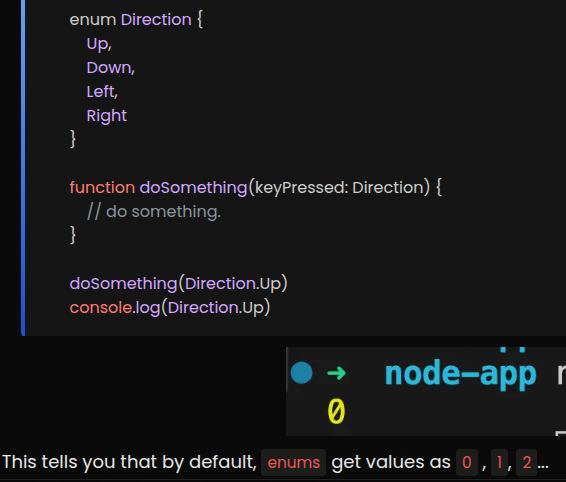 enum Direction {
    Up,
    Down,
    Left,
    Right
}
function doSomething(keyPressed: Direction) {
    // do something.
}
doSomething(Direction.Up)
console.log(Direction.Up)
➜ node-app
0
This tells you that by default, enums get values as 0 , 1 , 2...